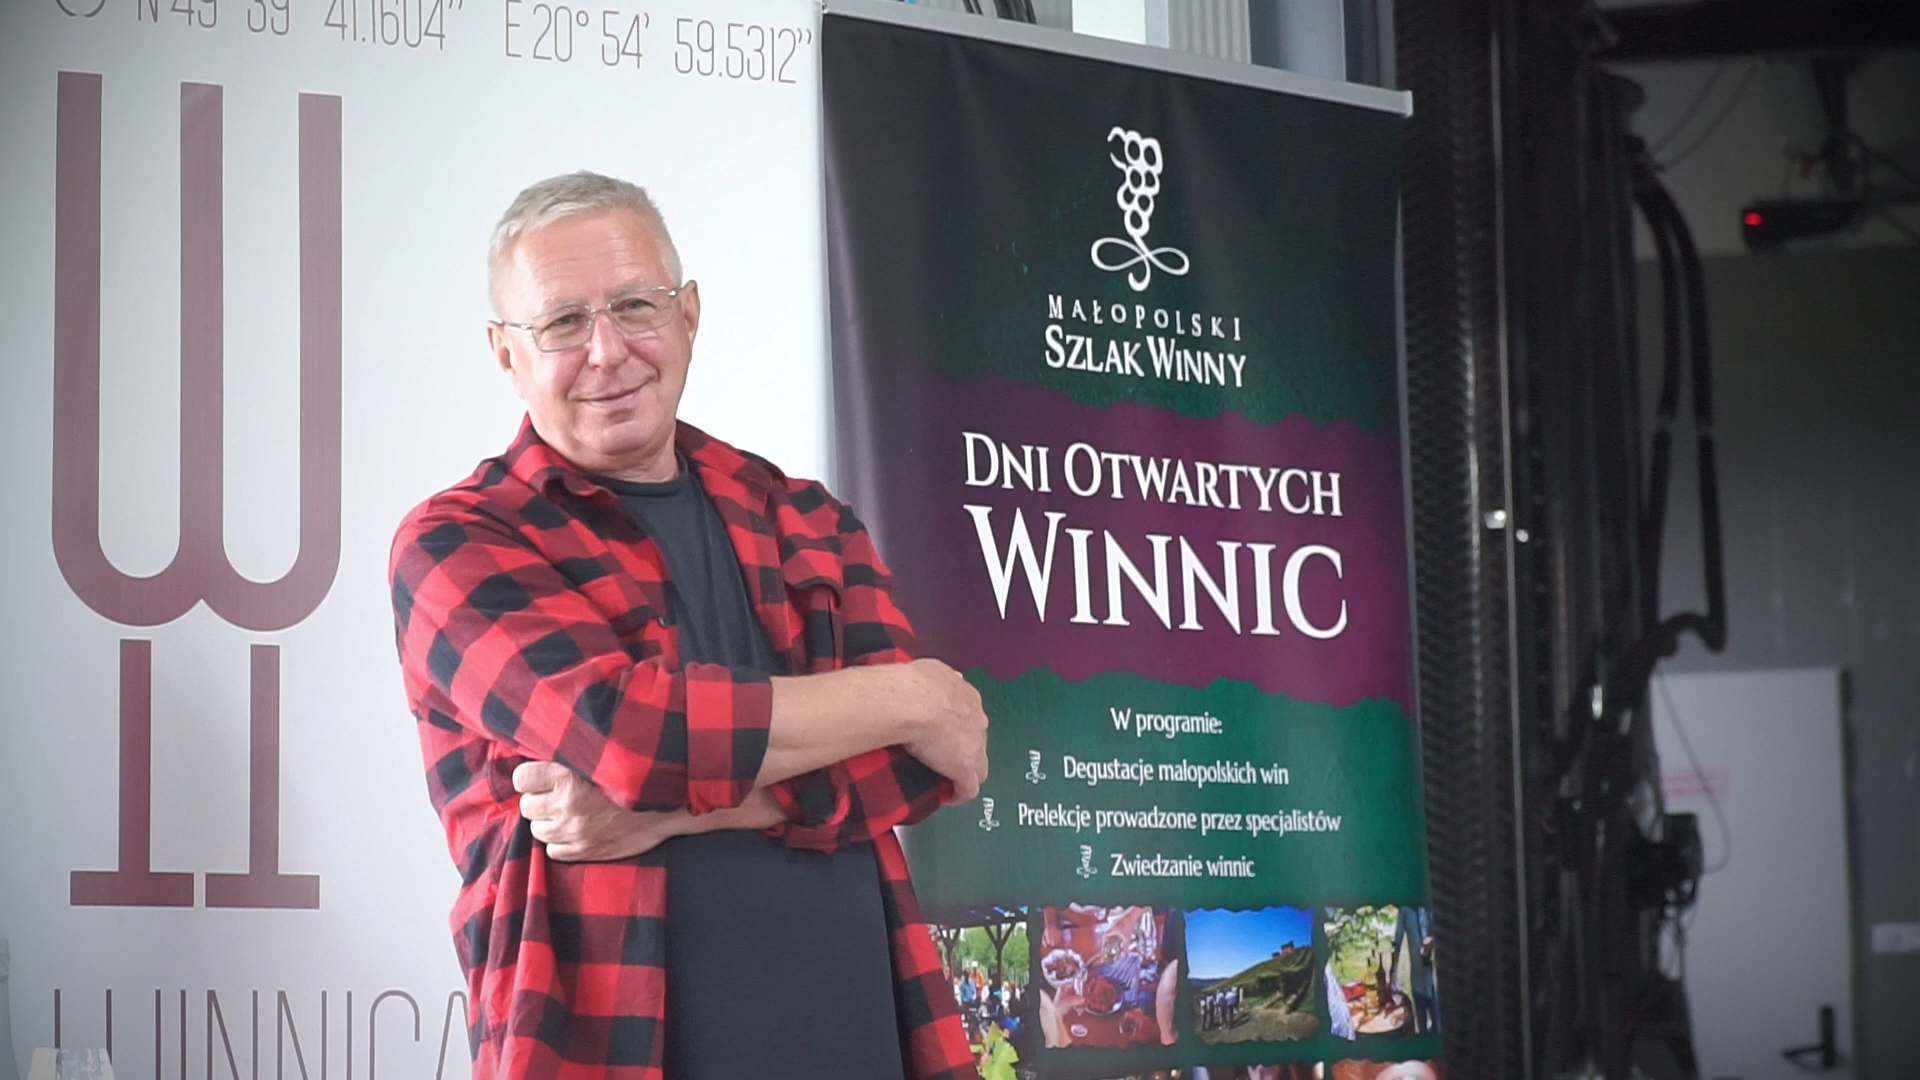 N 49° 39' 41.1604" E 20° 54' 59.5312"
WINNICA
MAŁOPOLSKI
SZLAK WINNY
DNI OTWARTYCH
WINNIC
W programie:
Degustacje małopolskich win
Prelekcje prowadzone przez specjalistów
Zwiedzanie winnic